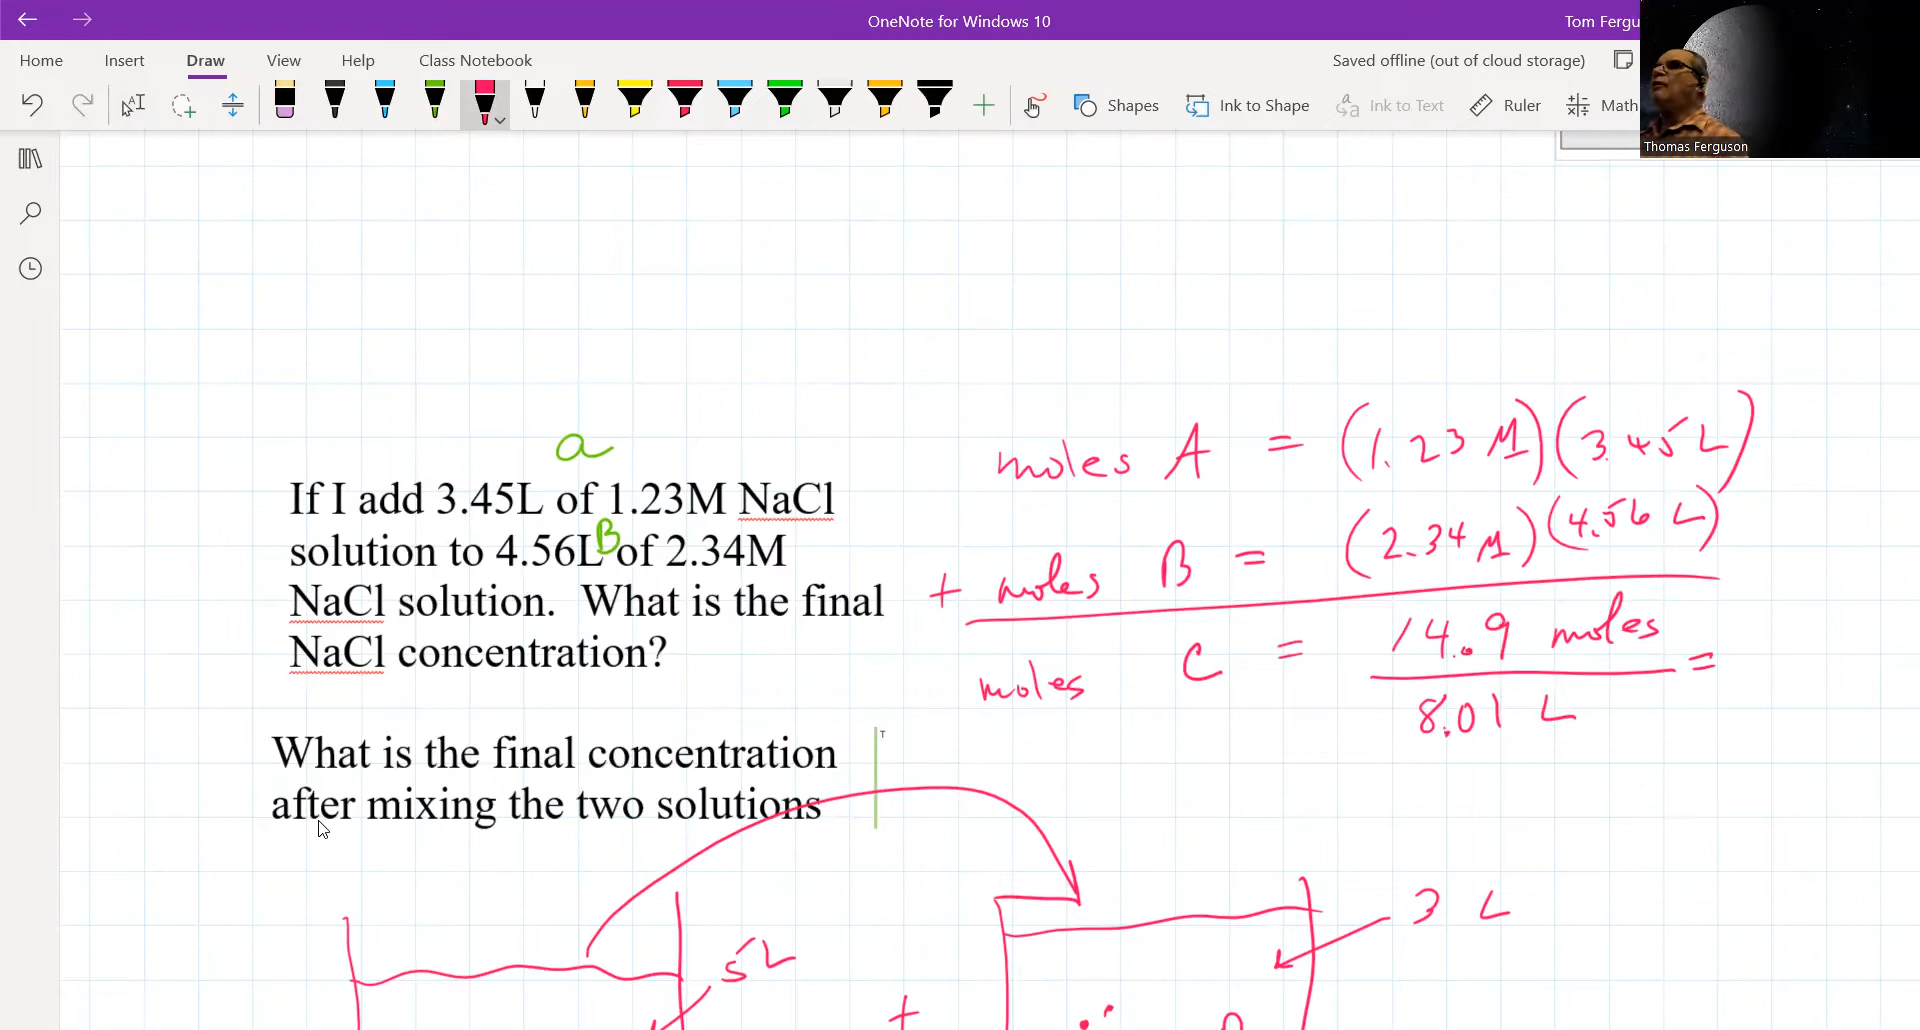 OneNote for Windows 10
Tom Fergu
Home Insert Draw View Help Class Notebook
Saved offline (out of cloud storage)
Shapes Ink to Shape Ink to Text Ruler Math
Thomas Ferguson
a
If I add 3.45L of 1.23M NaCl
B
solution to 4.56L of 2.34M
NaCl solution. What is the final
NaCl concentration?
What is the final concentration
after mixing the two solutions
moles A = (1.23 M)(3.45 L)
+ moles B = (2.34 M)(4.56 L)
moles C = 14.9 moles =
8.01 L
5L
3 L
+